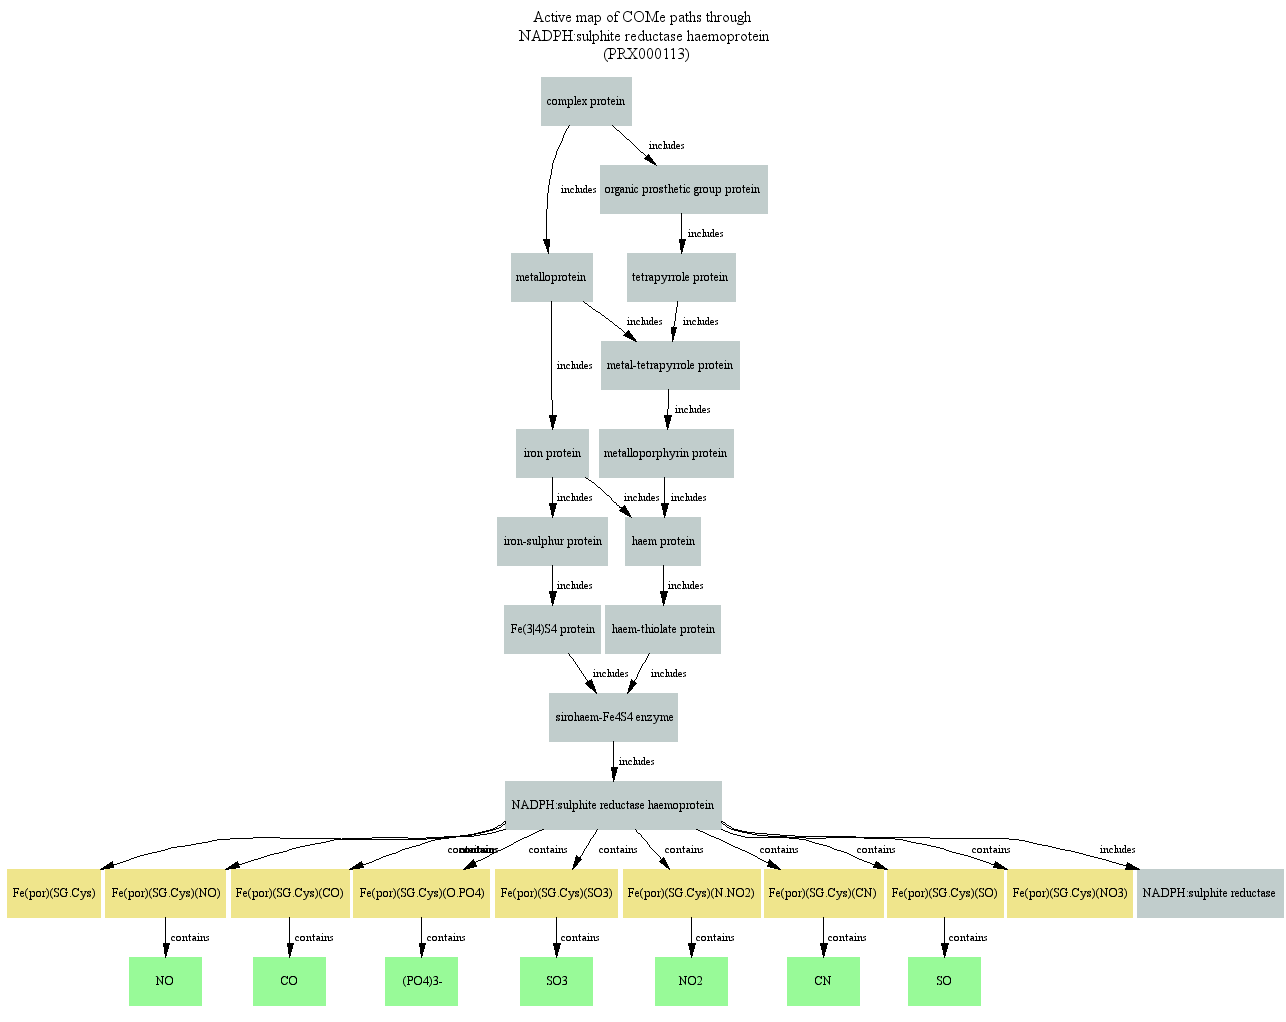 Active map of COMe paths through
NADPH:sulphite reductase haemoprotein
(PRX000113)
complex protein
includes
includes
organic prosthetic group protein
includes
metalloprotein
tetrapyrrole protein
includes
includes
includes
metal-tetrapyrrole protein
includes
iron protein
metalloporphyrin protein
includes
includes
includes
iron-sulphur protein
haem protein
includes
includes
Fe(3|4)S4 protein
haem-thiolate protein
includes
includes
sirohaem-Fe4S4 enzyme
includes
NADPH:sulphite reductase haemoprotein
contains
contains
contains
contains
contains
contains
contains
contains
includes
Fe(por)(SG.Cys)
Fe(por)(SG.Cys)(NO)
Fe(por)(SG.Cys)(CO)
Fe(por)(SG.Cys)(O.PO4)
Fe(por)(SG.Cys)(SO3)
Fe(por)(SG.Cys)(N.NO2)
Fe(por)(SG.Cys)(CN)
Fe(por)(SG.Cys)(SO)
Fe(por)(SG.Cys)(NO3)
NADPH:sulphite reductase
contains
contains
contains
contains
contains
contains
contains
NO
CO
(PO4)3-
SO3
NO2
CN
SO